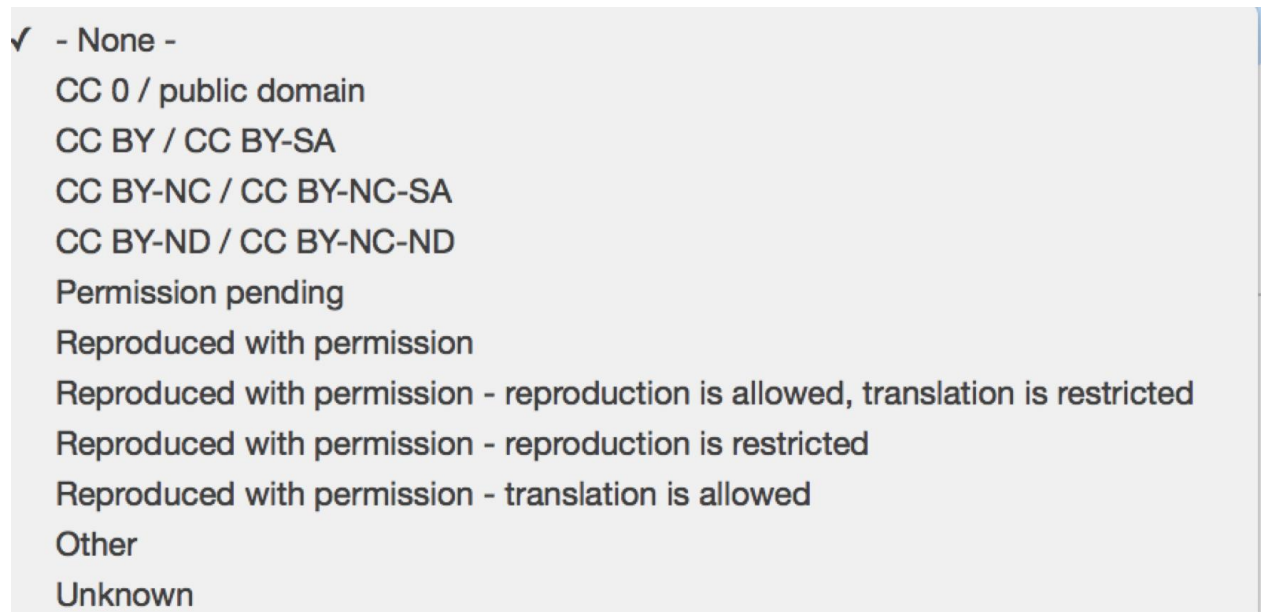 ✓ - None -
CC 0 / public domain
CC BY / CC BY-SA
CC BY-NC / CC BY-NC-SA
CC BY-ND / CC BY-NC-ND
Permission pending
Reproduced with permission
Reproduced with permission - reproduction is allowed, translation is restricted
Reproduced with permission - reproduction is restricted
Reproduced with permission - translation is allowed
Other
Unknown